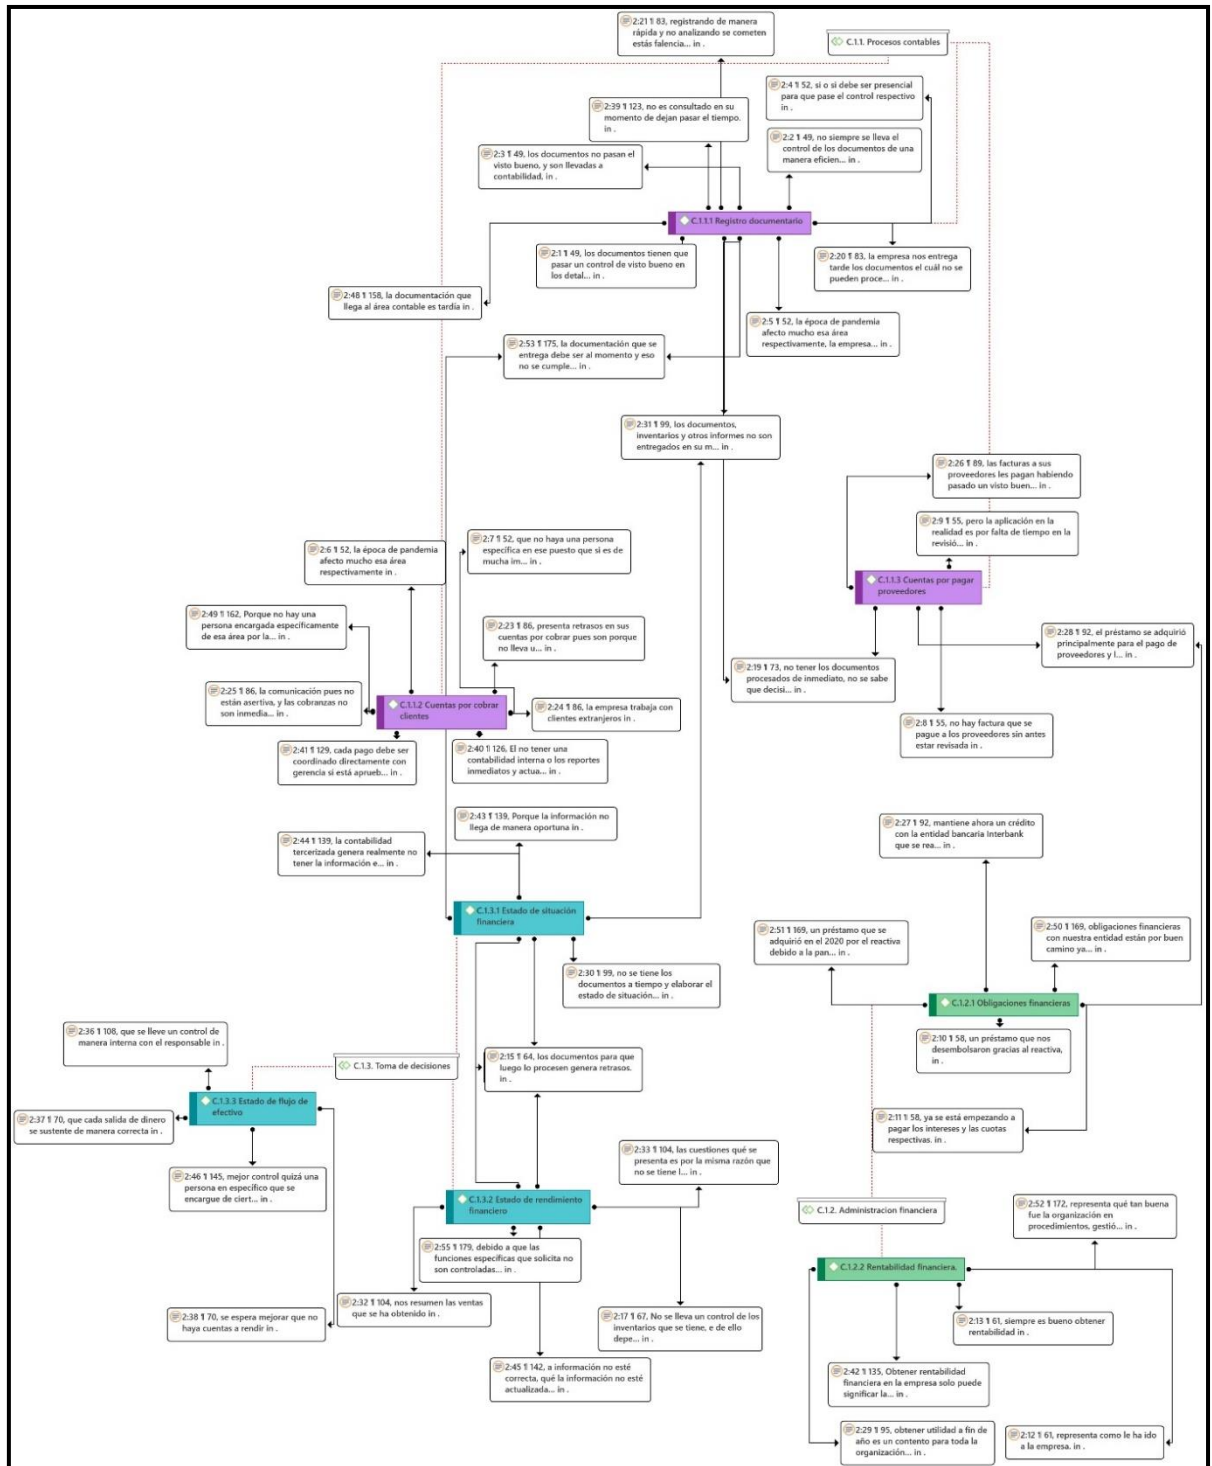 2:21 ¶ 83, registrando de manera
rápida y no analizando se cometen
estás falencia... in .
C.1.1. Procesos contables
2:4 ¶ 52, si o si debe ser presencial
para que pase el control respectivo
in .
2:39 ¶ 123, no es consultado en su
momento de dejan pasar el tiempo.
in .
2:2 ¶ 49, no siempre se lleva el
control de los documentos de una
manera eficien... in .
2:3 ¶ 49, los documentos no pasan el
visto bueno, y son llevadas a
contabilidad, in .
C.1.1.1 Registro documentario
2:1 ¶ 49, los documentos tienen que
pasar un control de visto bueno en
los detal... in .
2:20 ¶ 83, la empresa nos entrega
tarde los documentos el cuál no se
pueden proce... in .
2:48 ¶ 158, la documentación que
llega al área contable es tardía in .
2:5 ¶ 52, la época de pandemia
afecto mucho esa área
respectivamente, la empresa... in .
2:53 ¶ 175, la documentación que se
entrega debe ser al momento y eso
no se cumple... in .
2:31 ¶ 99, los documentos,
inventarios y otros informes no son
entregados en su m... in .
2:26 ¶ 89, las facturas a sus
proveedores les pagan habiendo
pasado un visto buen... in .
2:9 ¶ 55, pero la aplicación en la
realidad es por falta de tiempo en la
revisió... in .
2:7 ¶ 52, que no haya una persona
específica en ese puesto que si es de
mucha im... in .
2:6 ¶ 52, la época de pandemia
afecto mucho esa área
respectivamente in .
C.1.1.3 Cuentas por pagar
proveedores
2:49 ¶ 162, Porque no hay una
persona encargada específicamente
de esa área por la... in .
2:23 ¶ 86, presenta retrasos en sus
cuentas por cobrar pues son porque
no lleva u... in .
2:28 ¶ 92, el préstamo se adquirió
principalmente para el pago de
proveedores y l... in .
2:19 ¶ 73, no tener los documentos
procesados de inmediato, no se sabe
que decisi... in .
2:25 ¶ 86, la comunicación pues no
están asertiva, y las cobranzas no
son inmedia... in .
C.1.1.2 Cuentas por cobrar
clientes
2:24 ¶ 86, la empresa trabaja con
clientes extranjeros in .
2:8 ¶ 55, no hay factura que se
pague a los proveedores sin antes
estar revisada in .
2:41 ¶ 129, cada pago debe ser
coordinado directamente con
gerencia si está aprueb... in .
2:40 ¶ 126, El no tener una
contabilidad interna o los reportes
inmediatos y actua... in .
2:43 ¶ 139, Porque la información no
llega de manera oportuna in .
2:27 ¶ 92, mantiene ahora un crédito
con la entidad bancaria Interbank
que se rea... in .
2:44 ¶ 139, la contabilidad
tercerizada genera realmente no
tener la información e... in .
C.1.3.1 Estado de situación
financiera
2:51 ¶ 169, un préstamo que se
adquirió en el 2020 por el reactiva
debido a la pan... in .
2:50 ¶ 169, obligaciones financieras
con nuestra entidad están por buen
camino ya... in .
2:30 ¶ 99, no se tiene los
documentos a tiempo y elaborar el
estado de situación... in .
C.1.2.1 Obligaciones financieras
2:36 ¶ 108, que se lleve un control de
manera interna con el responsable in .
2:10 ¶ 58, un préstamo que nos
desembolsaron gracias al reactiva,
in .
C.1.3. Toma de decisiones
2:15 ¶ 64, los documentos para que
luego lo procesen genera retrasos.
in .
C.1.3.3 Estado de flujo de
efectivo
2:37 ¶ 70, que cada salida de dinero
se sustente de manera correcta in .
2:11 ¶ 58, ya se está empezando a
pagar los intereses y las cuotas
respectivas. in .
2:33 ¶ 104, las cuestiones qué se
presenta es por la misma razón que
no se tiene l... in .
2:46 ¶ 145, mejor control quizá una
persona en específico que se
encargue de ciert... in .
C.1.3.2 Estado de rendimiento
financiero
C.1.2. Administracion financiera
2:52 ¶ 172, representa qué tan buena
fue la organización en
procedimientos, gestió... in .
2:55 ¶ 179, debido a que las
funciones específicas que solicita no
son controladas... in .
C.1.2.2 Rentabilidad financiera.
2:32 ¶ 104, nos resumen las ventas
que se ha obtenido in .
2:38 ¶ 70, se espera mejorar que no
haya cuentas a rendir in .
2:17 ¶ 67, No se lleva un control de los
inventarios que se tiene, e de ello
depe... in .
2:13 ¶ 61, siempre es bueno obtener
rentabilidad in .
2:45 ¶ 142, a información no esté
correcta, qué la información no esté
actualizada... in .
2:42 ¶ 135, Obtener rentabilidad
financiera en la empresa solo puede
significar la... in .
2:29 ¶ 95, obtener utilidad a fin de
año es un contento para toda la
organización... in .
2:12 ¶ 61, representa como le ha ido
a la empresa. in .